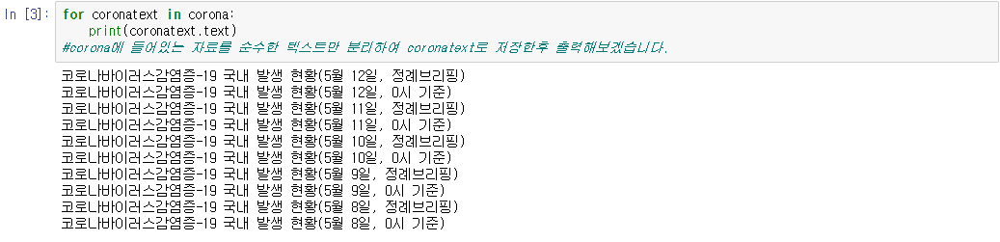 In [3]:
for coronatext in corona:
    print(coronatext.text)
#corona에 들어있는 자료를 순수한 텍스트만 분리하여 coronatext로 저장한후 출력해보겠습니다.
코로나바이러스감염증-19 국내 발생 현황(5월 12일, 정례브리핑)
코로나바이러스감염증-19 국내 발생 현황(5월 12일, 0시 기준)
코로나바이러스감염증-19 국내 발생 현황(5월 11일, 정례브리핑)
코로나바이러스감염증-19 국내 발생 현황(5월 11일, 0시 기준)
코로나바이러스감염증-19 국내 발생 현황(5월 10일, 정례브리핑)
코로나바이러스감염증-19 국내 발생 현황(5월 10일, 0시 기준)
코로나바이러스감염증-19 국내 발생 현황(5월 9일, 정례브리핑)
코로나바이러스감염증-19 국내 발생 현황(5월 9일, 0시 기준)
코로나바이러스감염증-19 국내 발생 현황(5월 8일, 정례브리핑)
코로나바이러스감염증-19 국내 발생 현황(5월 8일, 0시 기준)